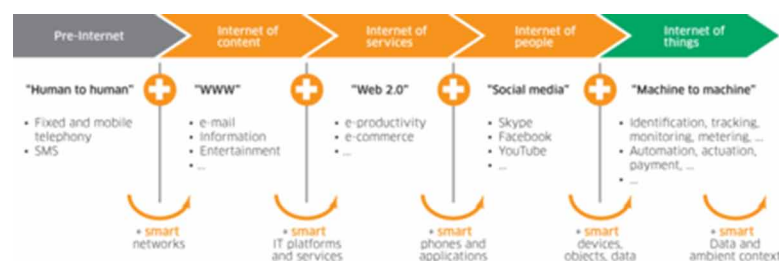 Pre-Internet
Internet of
content
Internet of
services
Internet of
people
Internet of
things
"Human to human"
"WWW"
"Web 2.0"
"Social media"
"Machine to machine"
• Fixed and mobile
telephony
• SMS
• e-mail
• Information
• Entertainment
• ...
• e-productivity
• e-commerce
• ...
• Skype
• Facebook
• YouTube
• ...
• Identification, tracking,
monitoring, metering, ...
• Automation, actuation,
payment, ...
• ...
+ smart
networks
+ smart
IT platforms
and services
+ smart
phones and
applications
+ smart
devices,
objects, data
+ smart
Data and
ambient context